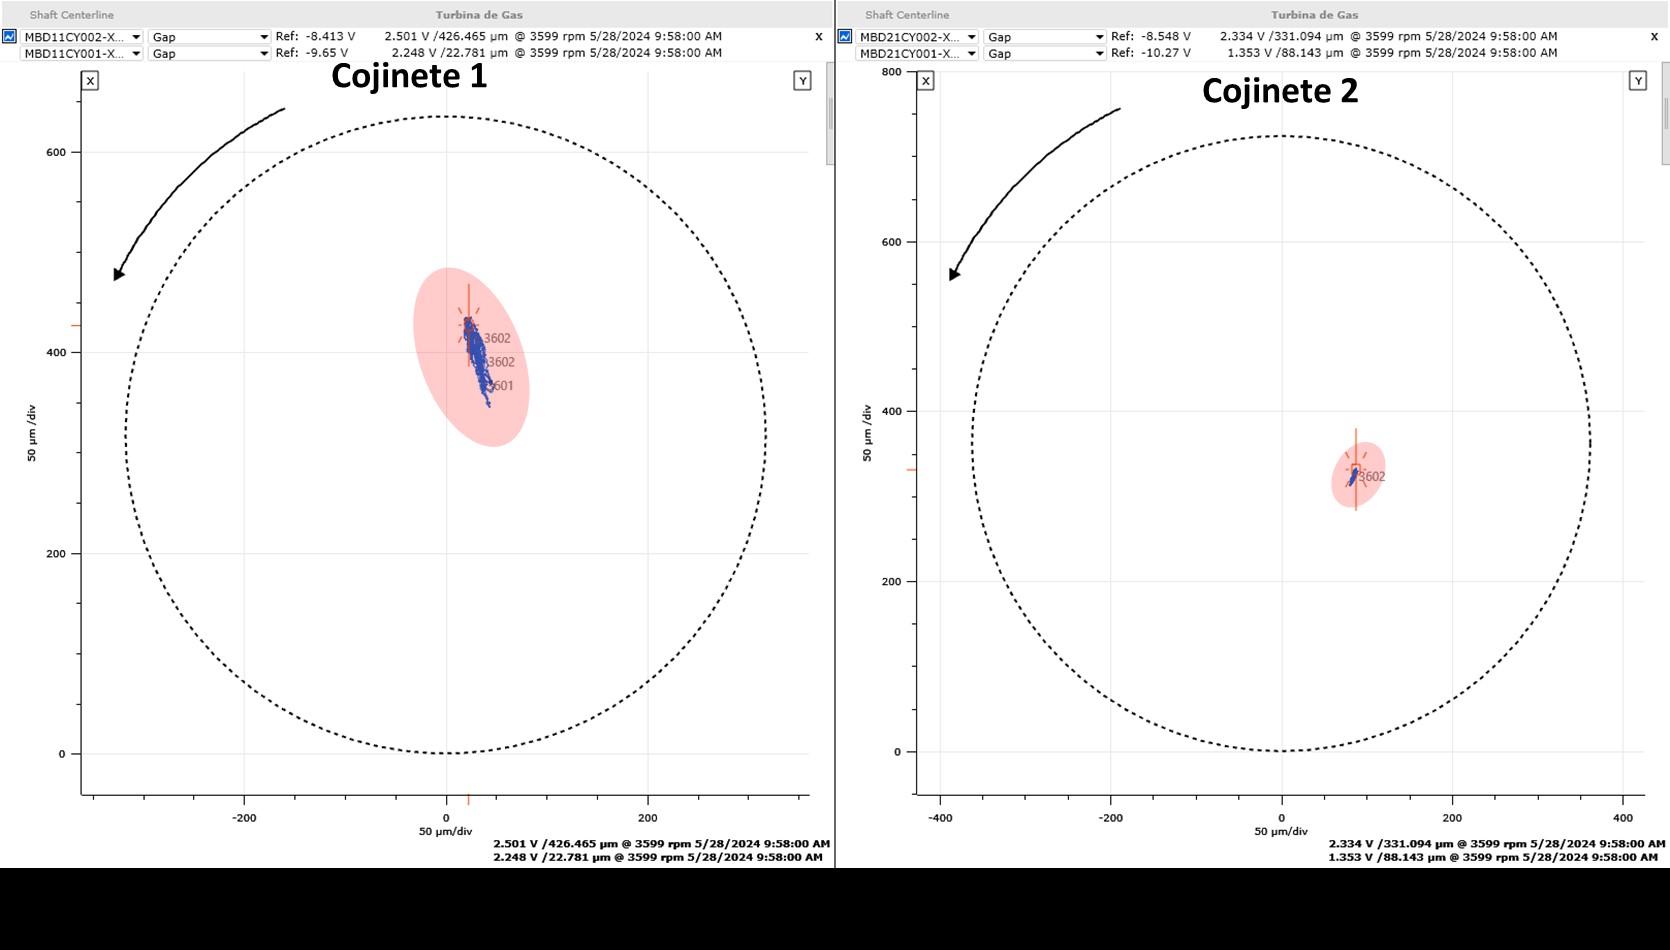 Shaft Centerline
Turbina de Gas
MBD11CY002-X... Gap Ref: -8.413 V 2.501 V /426.465 µm @ 3599 rpm 5/28/2024 9:58:00 AM
MBD11CY001-X... Gap Ref: -9.65 V 2.248 V /22.781 µm @ 3599 rpm 5/28/2024 9:58:00 AM
X
Cojinete 1
X
Y
600
400
200
0
50 µm /div
3602
3602
3601
-200
0
200
50 µm/div
2.501 V /426.465 µm @ 3599 rpm 5/28/2024 9:58:00 AM
2.248 V /22.781 µm @ 3599 rpm 5/28/2024 9:58:00 AM
Shaft Centerline
Turbina de Gas
MBD21CY002-X... Gap Ref: -8.548 V 2.334 V /331.094 µm @ 3599 rpm 5/28/2024 9:58:00 AM
MBD21CY001-X... Gap Ref: -10.27 V 1.353 V /88.143 µm @ 3599 rpm 5/28/2024 9:58:00 AM
X
Cojinete 2
X
Y
800
600
400
200
0
50 µm /div
3602
-400
-200
0
200
400
50 µm/div
2.334 V /331.094 µm @ 3599 rpm 5/28/2024 9:58:00 AM
1.353 V /88.143 µm @ 3599 rpm 5/28/2024 9:58:00 AM